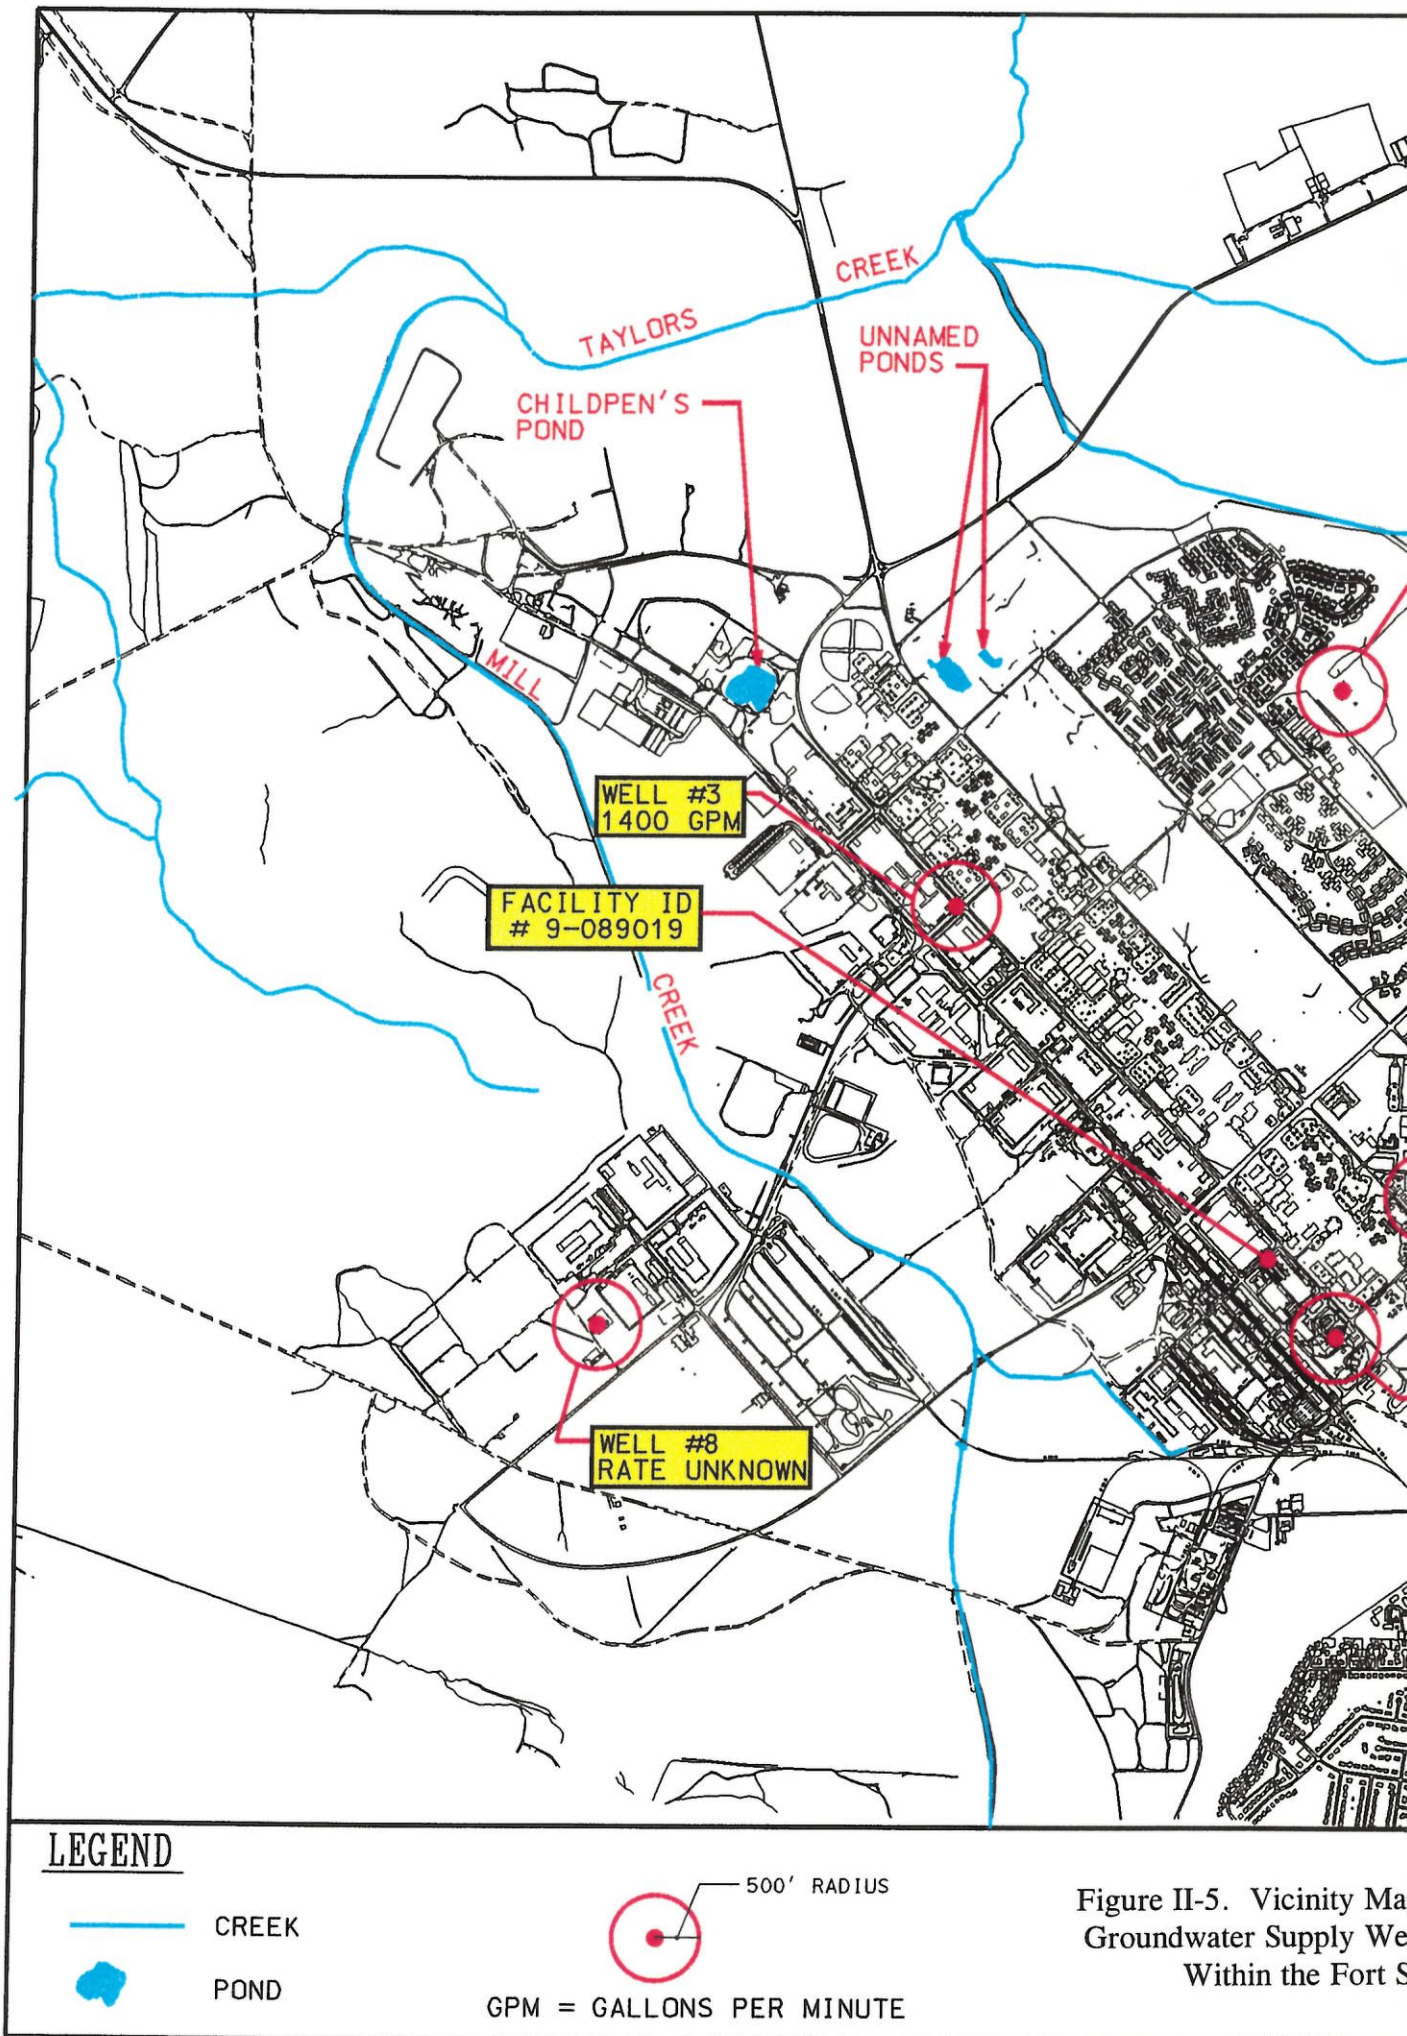 TAYLORS
CREEK
UNNAMED
PONDS
CHILDPEN'S
POND
MILL
CREEK
WELL #3
1400 GPM
FACILITY ID
# 9-089019
WELL #8
RATE UNKNOWN
LEGEND
CREEK
POND
500' RADIUS
GPM = GALLONS PER MINUTE
Figure II-5. Vicinity Ma
Groundwater Supply We
Within the Fort S